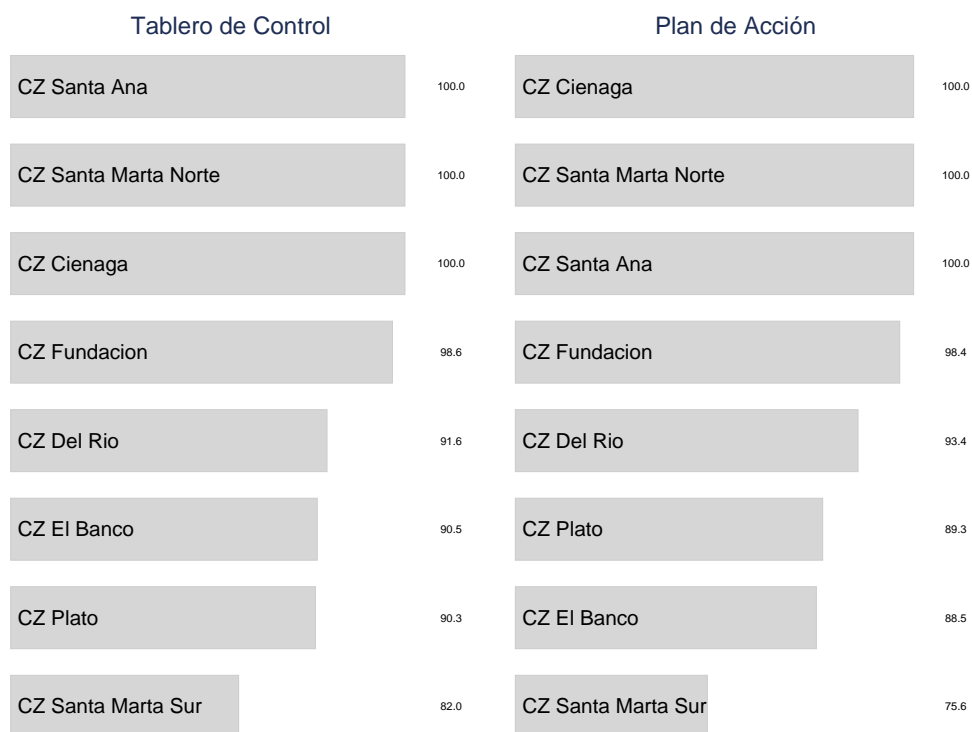 Tablero de Control
CZ Santa Ana 100.0
CZ Santa Marta Norte 100.0
CZ Cienaga 100.0
CZ Fundacion 98.6
CZ Del Rio 91.6
CZ El Banco 90.5
CZ Plato 90.3
CZ Santa Marta Sur 82.0
Plan de Acción
CZ Cienaga 100.0
CZ Santa Marta Norte 100.0
CZ Santa Ana 100.0
CZ Fundacion 98.4
CZ Del Rio 93.4
CZ Plato 89.3
CZ El Banco 88.5
CZ Santa Marta Sur 75.6